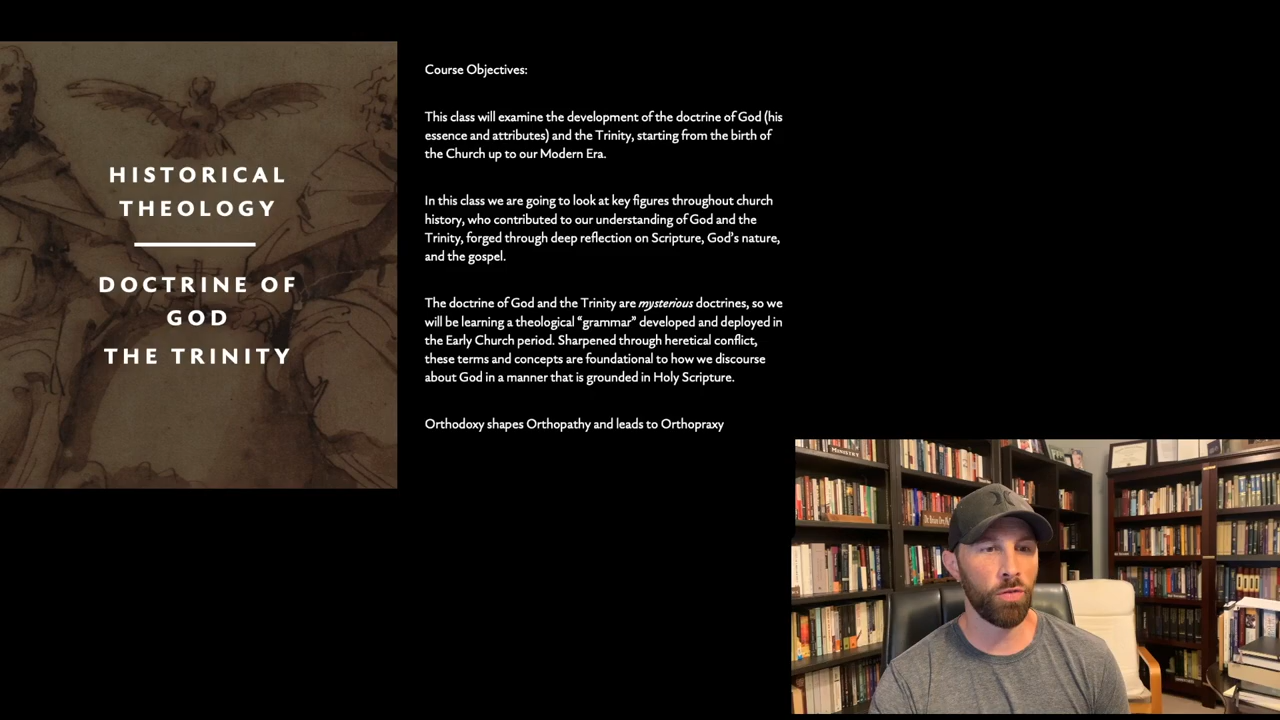 HISTORICAL
THEOLOGY
DOCTRINE OF
GOD
THE TRINITY
Course Objectives:
This class will examine the development of the doctrine of God (his
essence and attributes) and the Trinity, starting from the birth of
the Church up to our Modern Era.
In this class we are going to look at key figures throughout church
history, who contributed to our understanding of God and the
Trinity, forged through deep reflection on Scripture, God’s nature,
and the gospel.
The doctrine of God and the Trinity are mysterious doctrines, so we
will be learning a theological “grammar” developed and deployed in
the Early Church period. Sharpened through heretical conflict,
these terms and concepts are foundational to how we discourse
about God in a manner that is grounded in Holy Scripture.
Orthodoxy shapes Orthopathy and leads to Orthopraxy
MINISTRY